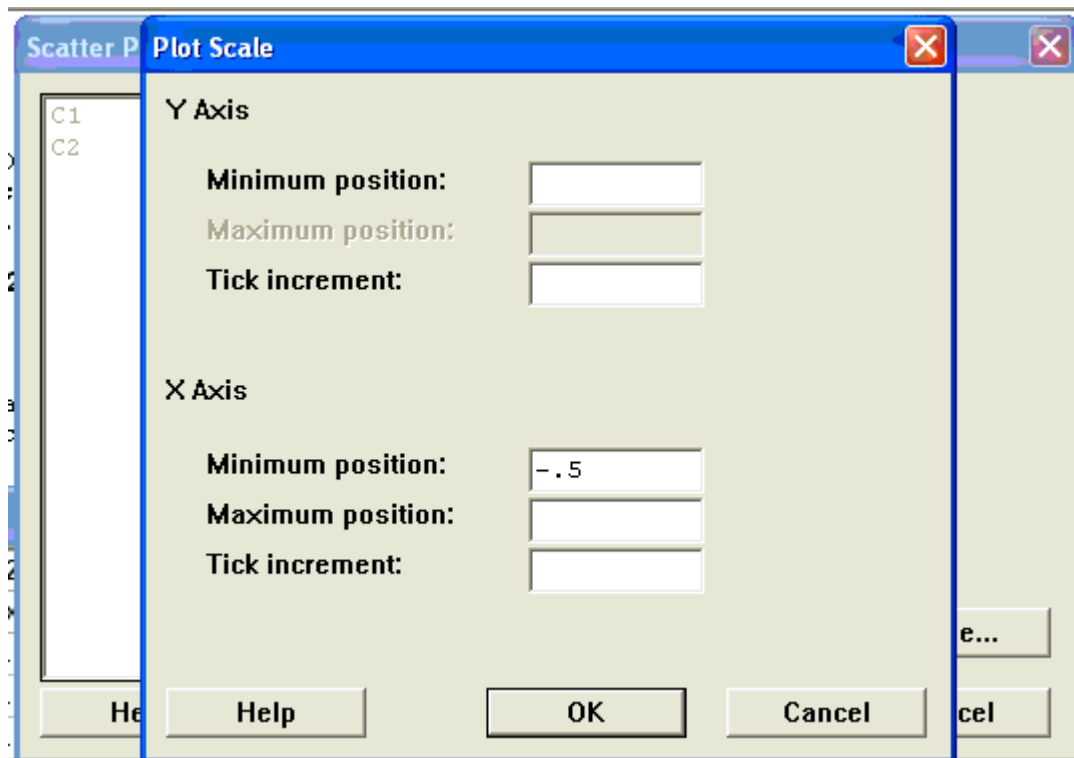 Scatter P
Plot Scale
C1
C2
Y Axis
Minimum position:
Maximum position:
Tick increment:
X Axis
Minimum position: -.5
Maximum position:
Tick increment:
e...
He
Help
OK
Cancel
cel